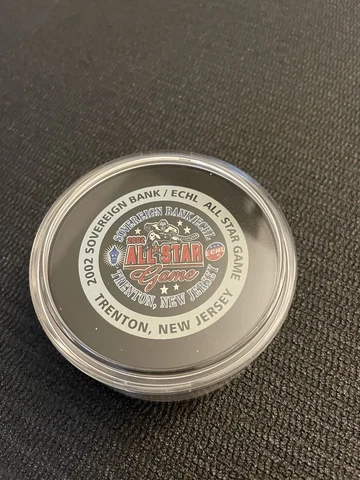 2002 SOVEREIGN BANK / ECHL ALL STAR GAME
TRENTON, NEW JERSEY
SOVEREIGN BANK/ECHL
2002
ALL STAR
Game
TRENTON, NEW JERSEY